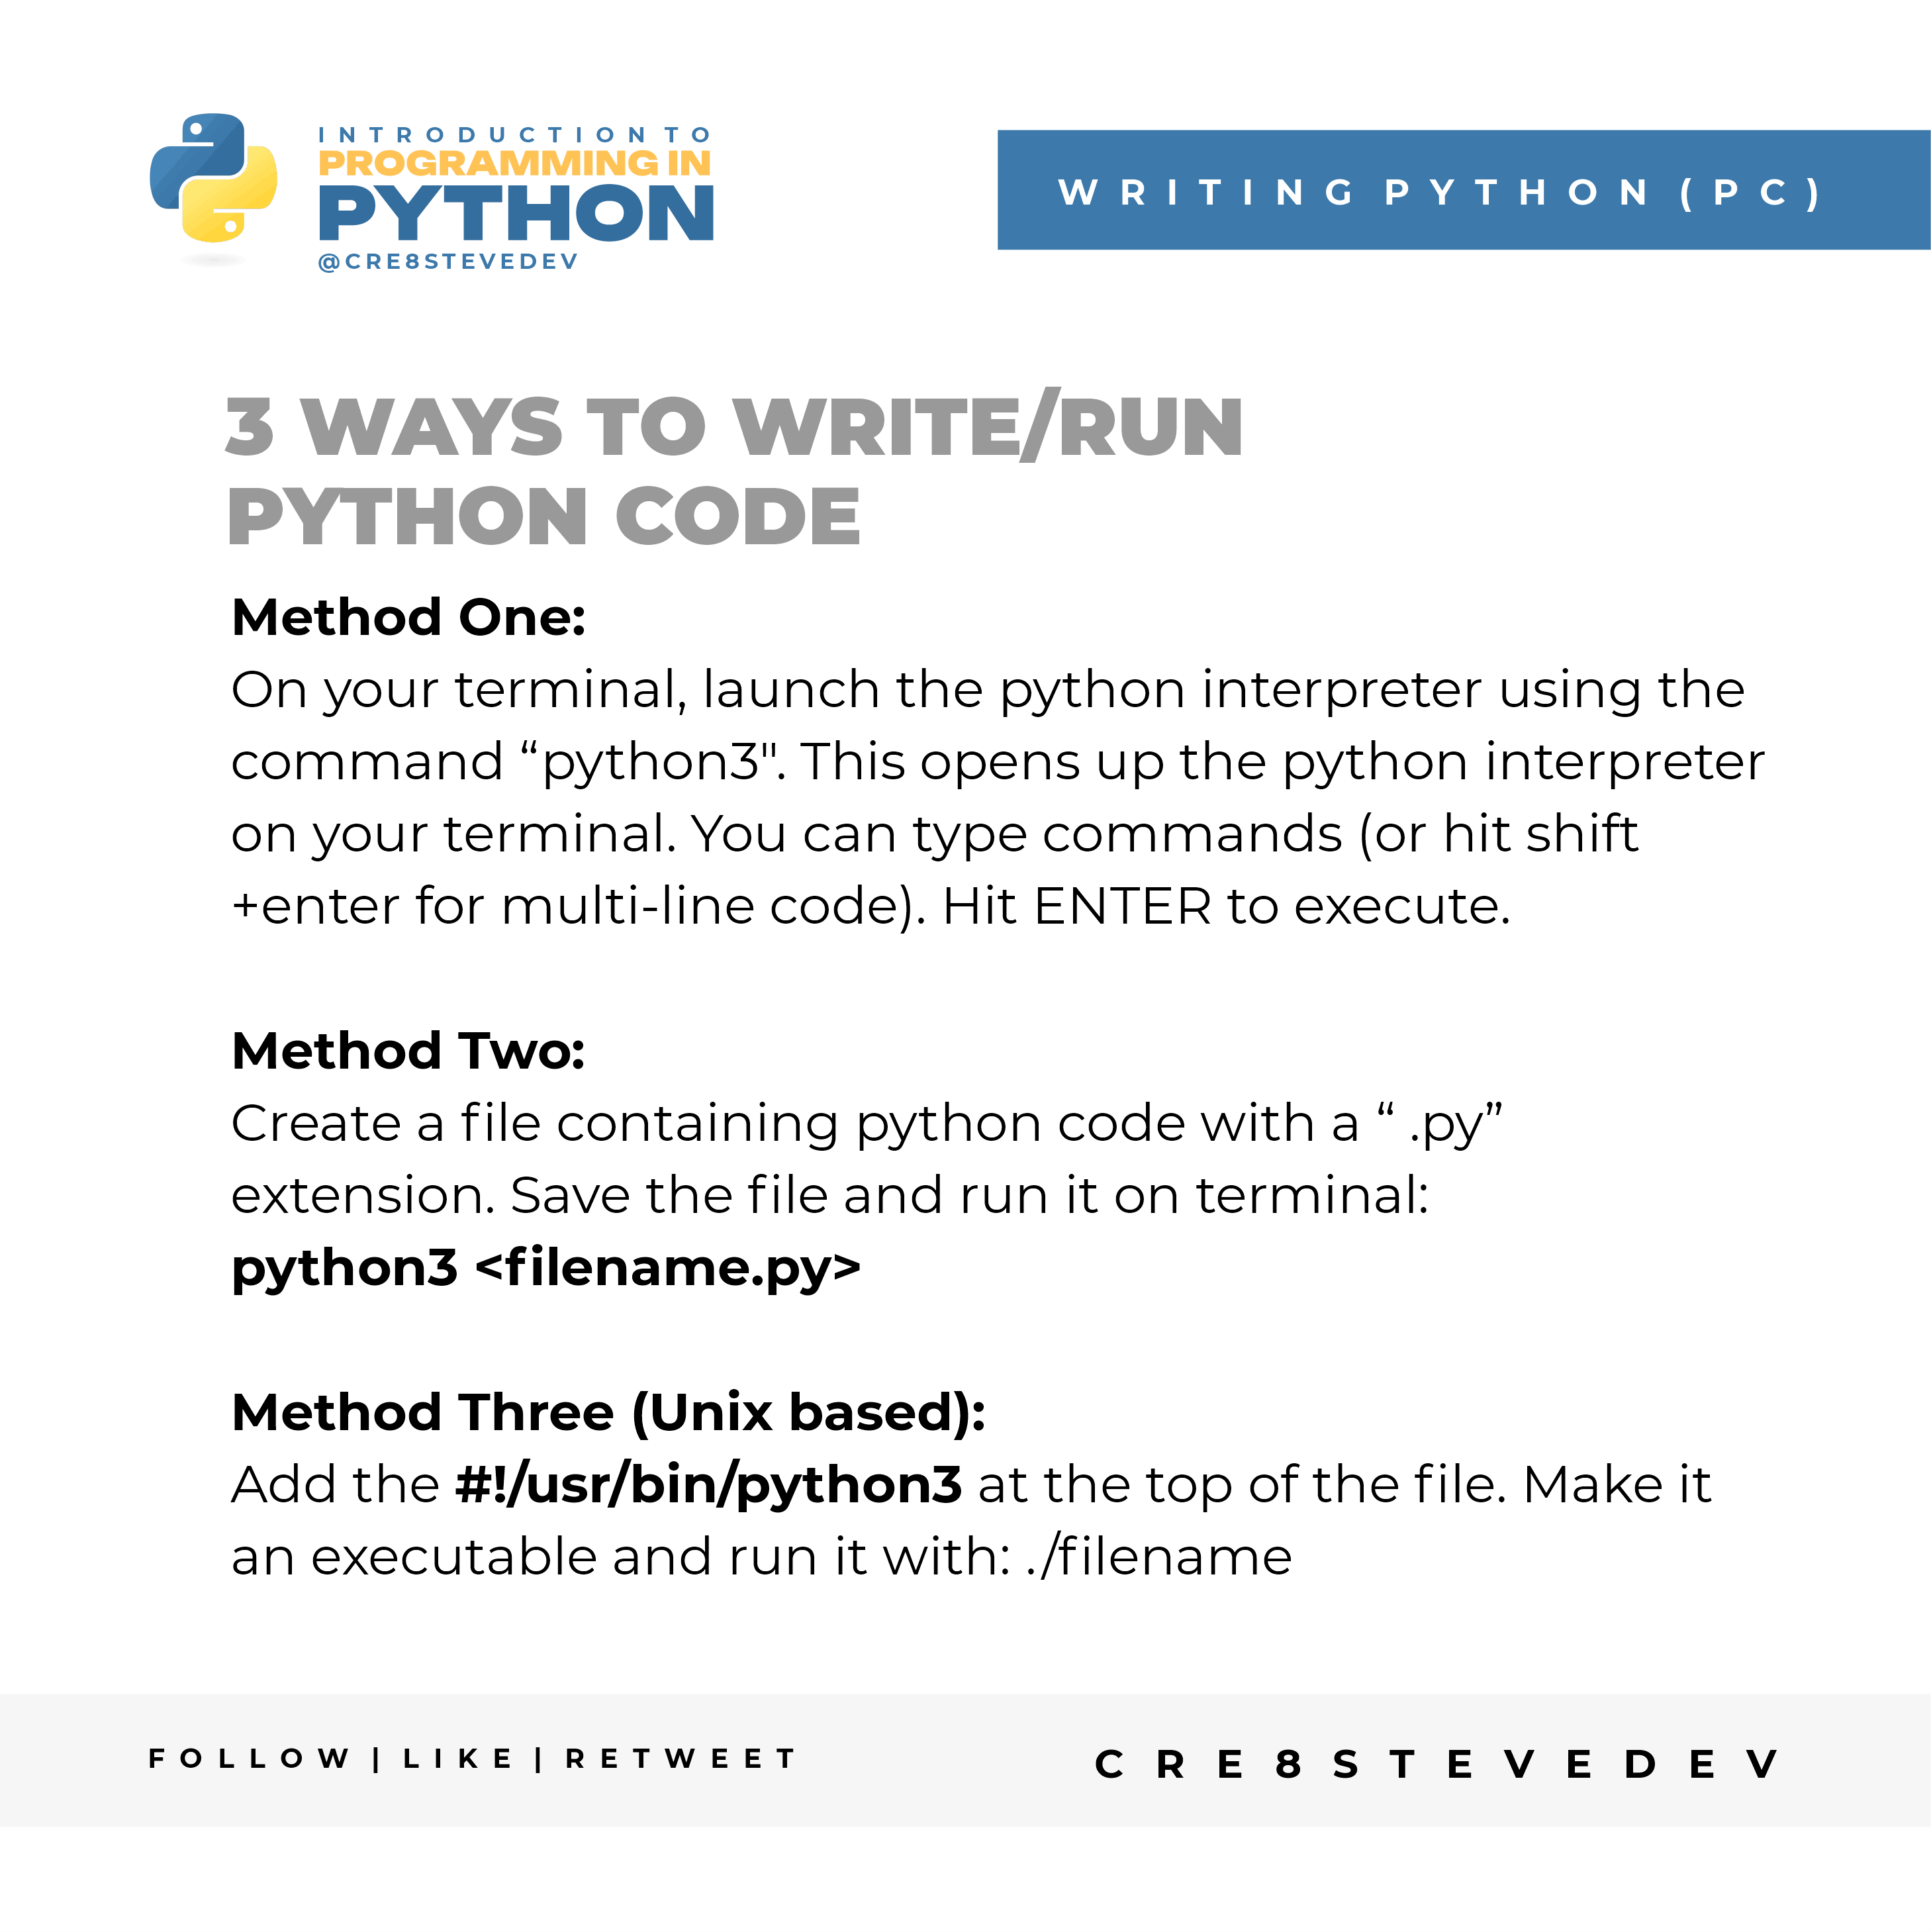 INTRODUCTION TO
PROGRAMMING IN
PYTHON
@CRE8STEVEDEV
WRITING PYTHON (PC)
3 WAYS TO WRITE/RUN
PYTHON CODE
Method One:
On your terminal, launch the python interpreter using the
command “python3". This opens up the python interpreter
on your terminal. You can type commands (or hit shift
+enter for multi-line code). Hit ENTER to execute.
Method Two:
Create a file containing python code with a “ .py”
extension. Save the file and run it on terminal:
python3 <filename.py>
Method Three (Unix based):
Add the #!/usr/bin/python3 at the top of the file. Make it
an executable and run it with: ./filename
FOLLOW | LIKE | RETWEET
CRE8STEVEDEV